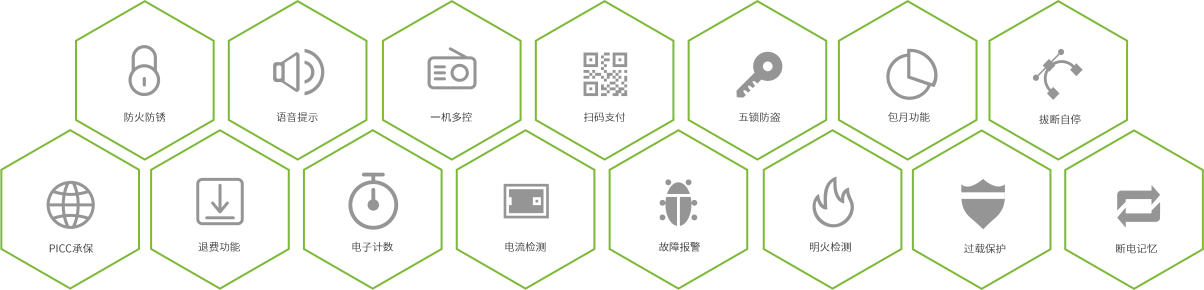 防火防锈
语音提示
一机多控
扫码支付
五锁防盗
包月功能
拔断自停
PICC承保
退费功能
电子计数
电流检测
故障报警
明火检测
过载保护
断电记忆